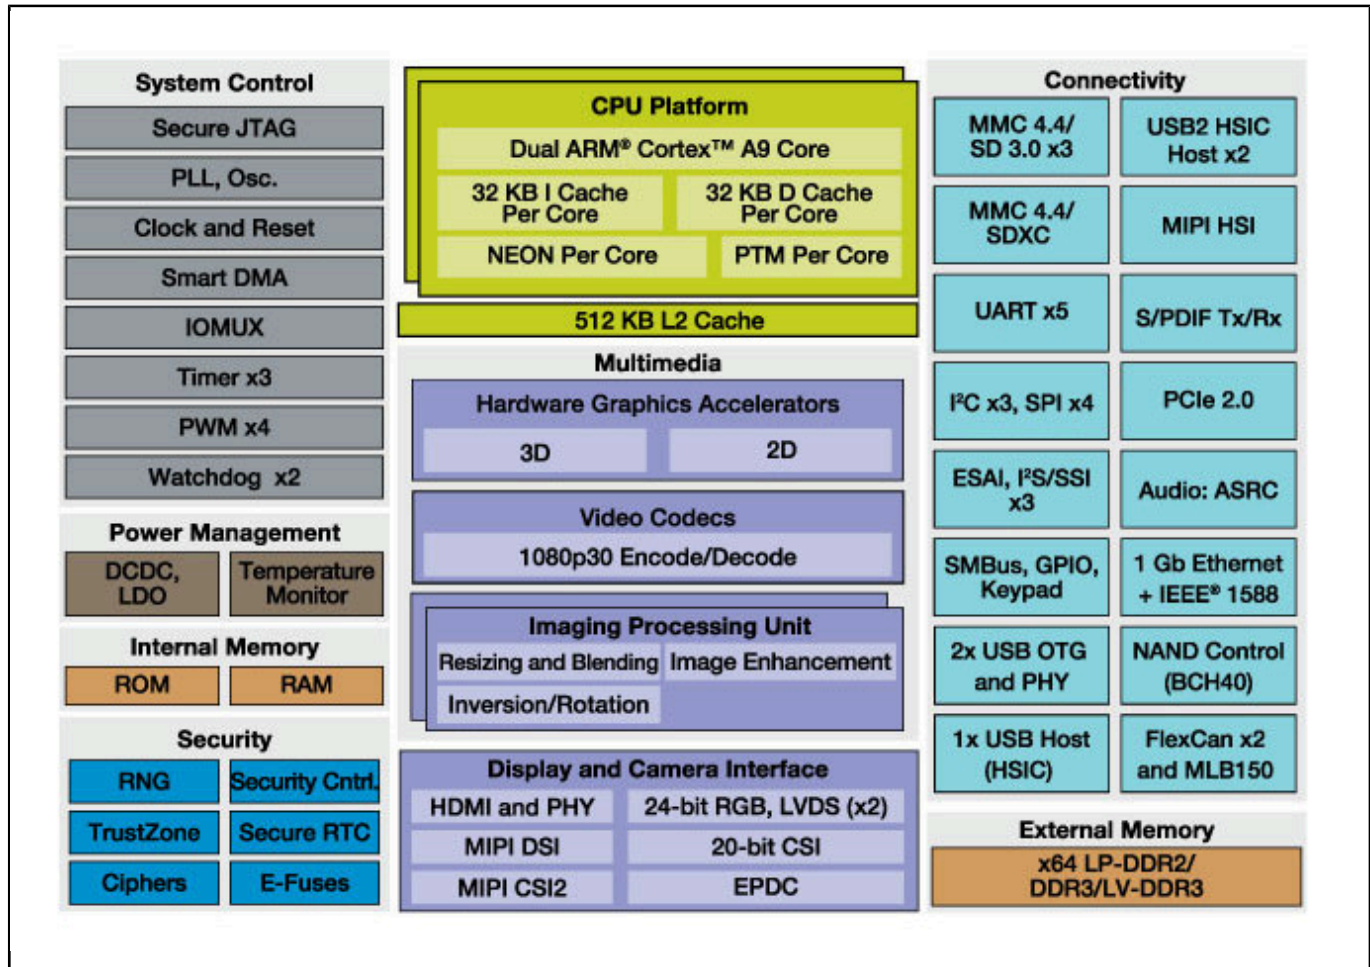 System Control
Secure JTAG
PLL, Osc.
Clock and Reset
Smart DMA
IOMUX
Timer x3
PWM x4
Watchdog x2
Power Management
DCDC,
LDO
Temperature
Monitor
Internal Memory
ROM
RAM
Security
RNG
Security Cntrl.
TrustZone
Secure RTC
Ciphers
E-Fuses
CPU Platform
Dual ARM® Cortex™ A9 Core
32 KB I Cache
Per Core
32 KB D Cache
Per Core
NEON Per Core
PTM Per Core
512 KB L2 Cache
Multimedia
Hardware Graphics Accelerators
3D
2D
Video Codecs
1080p30 Encode/Decode
Imaging Processing Unit
Resizing and Blending
Image Enhancement
Inversion/Rotation
Display and Camera Interface
HDMI and PHY
24-bit RGB, LVDS (x2)
MIPI DSI
20-bit CSI
MIPI CSI2
EPDC
Connectivity
MMC 4.4/
SD 3.0 x3
USB2 HSIC
Host x2
MMC 4.4/
SDXC
MIPI HSI
UART x5
S/PDIF Tx/Rx
I²C x3, SPI x4
PCIe 2.0
ESAI, I²S/SSI
x3
Audio: ASRC
SMBus, GPIO,
Keypad
1 Gb Ethernet
+ IEEE® 1588
2x USB OTG
and PHY
NAND Control
(BCH40)
1x USB Host
(HSIC)
FlexCan x2
and MLB150
External Memory
x64 LP-DDR2/
DDR3/LV-DDR3